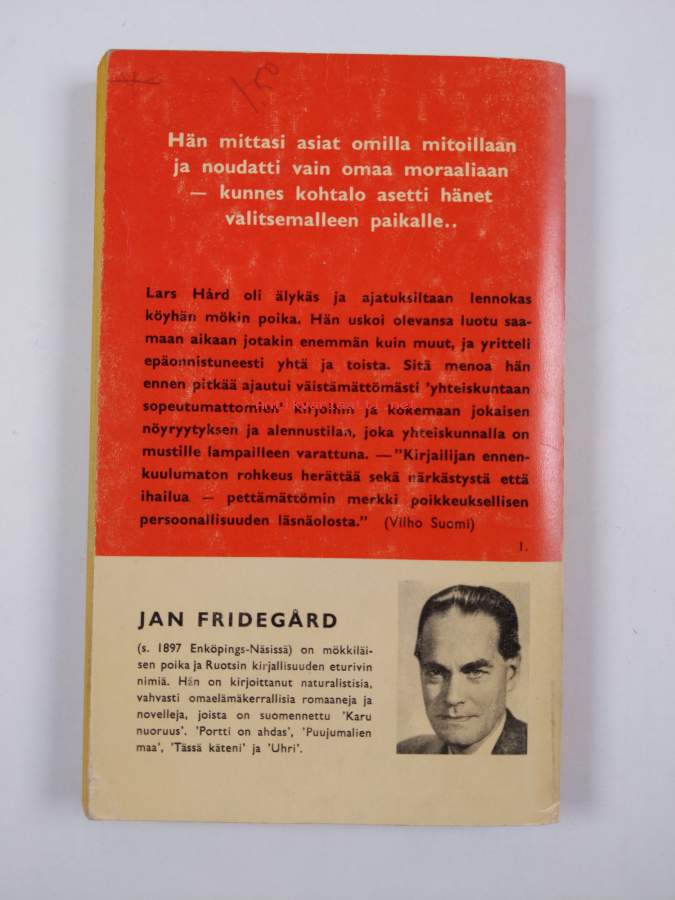 1.50
Hän mittasi asiat omilla mitoillaan
ja noudatti vain omaa moraaliaan
— kunnes kohtalo asetti hänet
valitsemalleen paikalle..
Lars Hård oli älykäs ja ajatuksiltaan lennokas
köyhän mökin poika. Hän uskoi olevansa luotu saa-
maan aikaan jotakin enemmän kuin muut, ja yritteli
epäonnistuneesti yhtä ja toista. Sitä menoa hän
ennen pitkää ajautui väistämättömästi 'yhteiskuntaan
sopeutumattomien' kirjoihin ja kokemaan jokaisen
nöyryytyksen ja alennustilan, joka yhteiskunnalla on
mustille lampailleen varattuna. —"Kirjailijan ennen-
kuulumaton rohkeus herättää sekä närkästystä että
ihailua — pettämättömin merkki poikkeuksellisen
persoonallisuuden läsnäolosta." (Vilho Suomi)
1.
JAN FRIDEGÅRD
(s. 1897 Enköpings-Näsissä) on mökkiläi-
sen poika ja Ruotsin kirjallisuuden eturivin
nimiä. Hän on kirjoittanut naturalistisia,
vahvasti omaelämäkerrallisia romaaneja ja
novelleja, joista on suomennettu 'Karu
nuoruus'. 'Portti on ahdas', 'Puujumalien
maa', 'Tässä käteni' ja 'Uhri'.